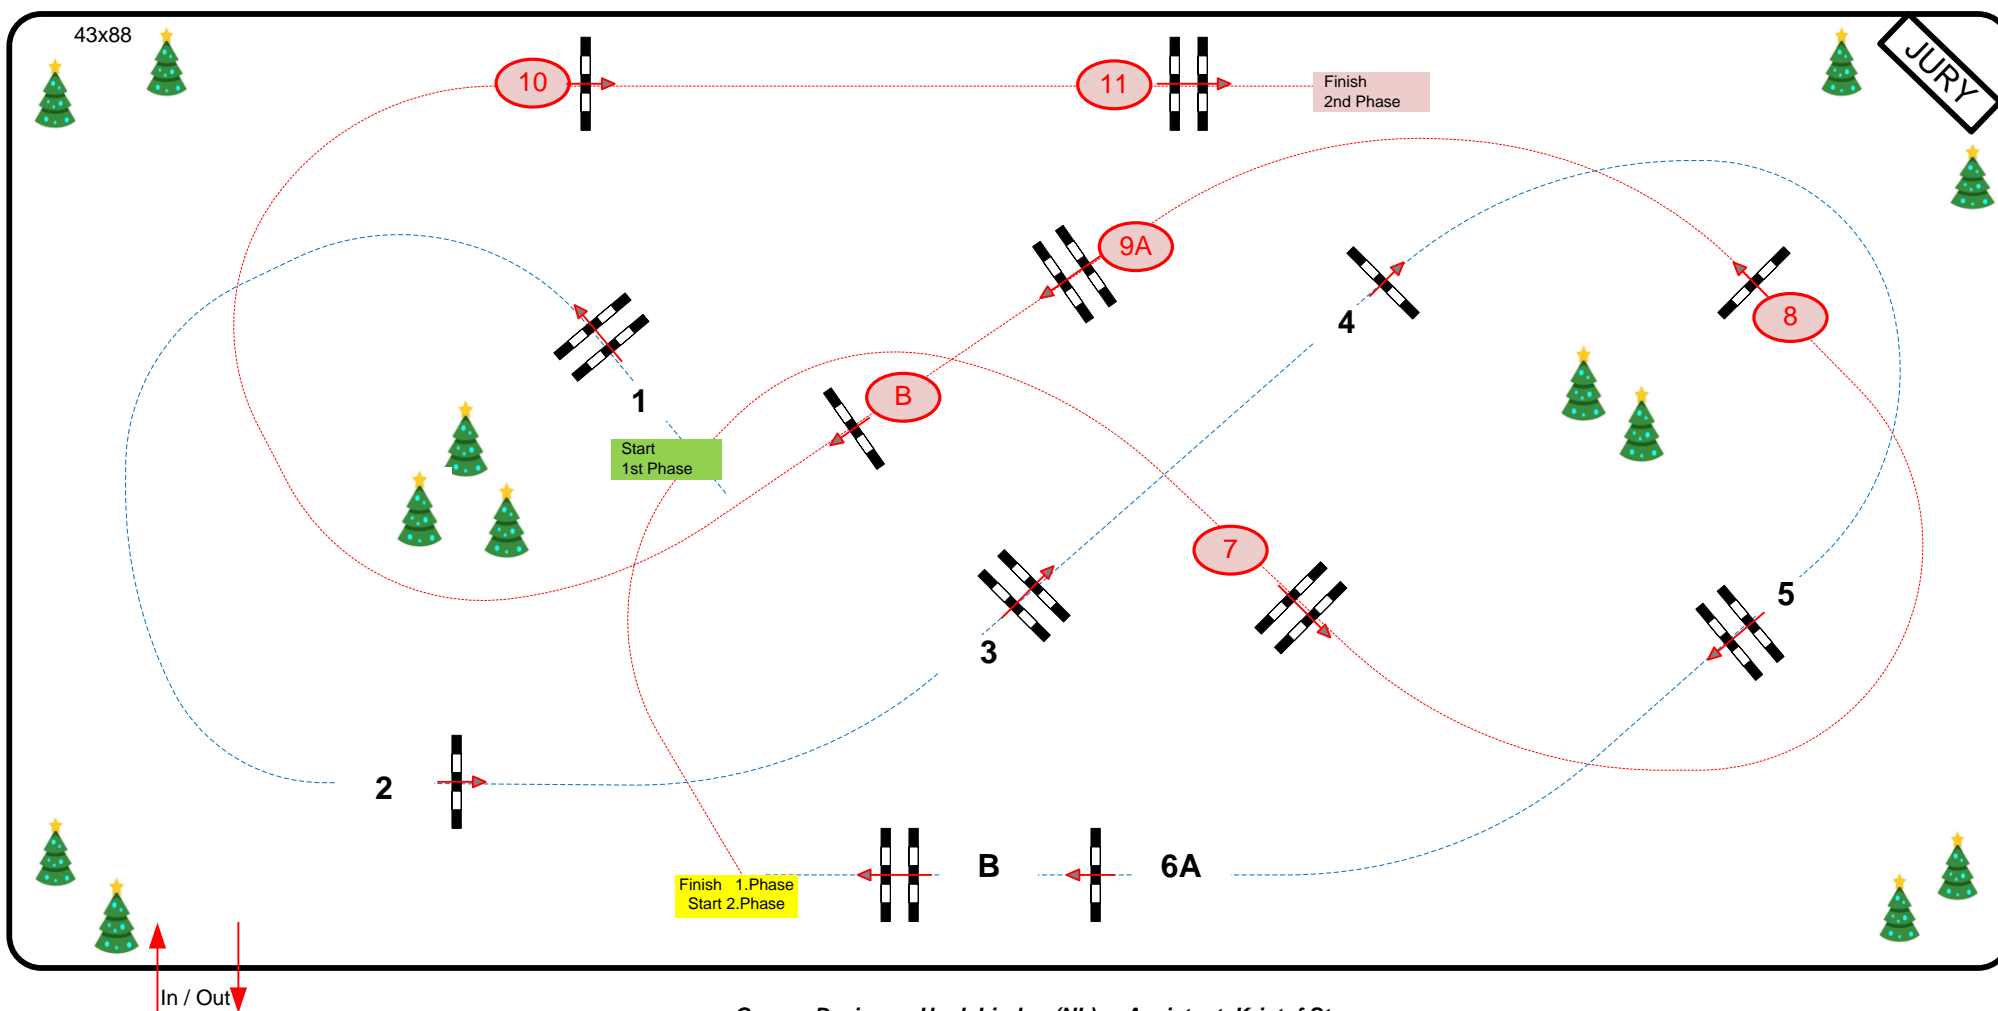 43x88
JURY
10
11
Finish
2nd Phase
9A
4
8
1
B
Start
1st Phase
7
5
3
2
B
6A
Finish 1.Phase
Start 2.Phase
In / Out